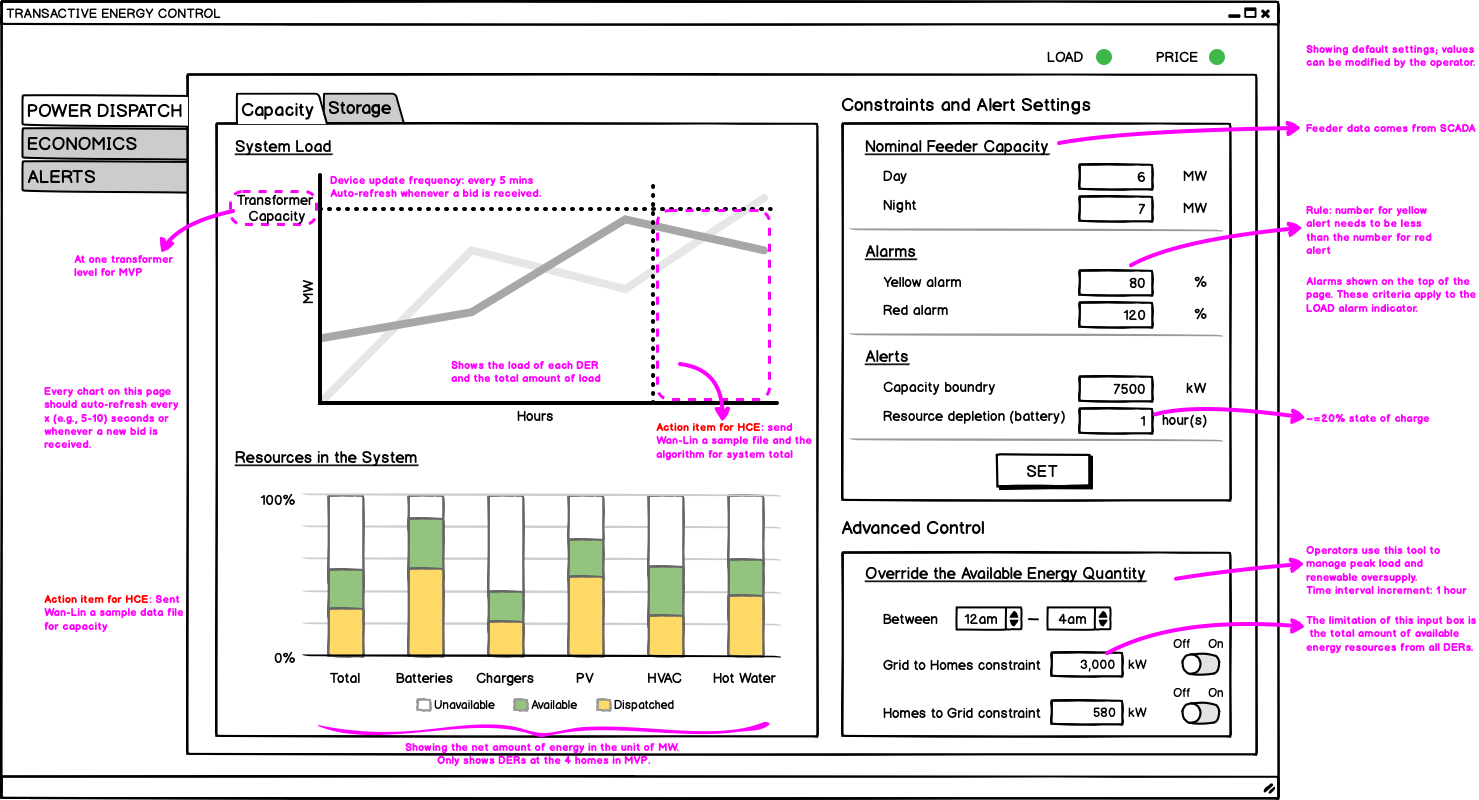 TRANSACTIVE ENERGY CONTROL
LOAD
PRICE
Showing default settings; values
can be modified by the operator.
POWER DISPATCH
ECONOMICS
ALERTS
Capacity
Storage
System Load
Device update frequency: every 5 mins
Auto-refresh whenever a bid is received.
Transformer
Capacity
At one transformer
level for MVP
MW
Shows the load of each DER
and the total amount of load
Hours
Action item for HCE: send
Wan-Lin a sample file and the
algorithm for system total
Every chart on this page
should auto-refresh every
x (e.g., 5-10) seconds or
whenever a new bid is
received.
Resources in the System
100%
0%
Total
Batteries
Chargers
PV
HVAC
Hot Water
Unavailable
Available
Dispatched
Action item for HCE: Sent
Wan-Lin a sample data file
for capacity
Showing the net amount of energy in the unit of MW.
Only shows DERs at the 4 homes in MVP.
Constraints and Alert Settings
Nominal Feeder Capacity
Feeder data comes from SCADA
Day
6
MW
Night
7
MW
Rule: number for yellow
alert needs to be less
than the number for red
alert
Alarms
Yellow alarm
80
%
Red alarm
120
%
Alarms shown on the top of the
page. These criteria apply to the
LOAD alarm indicator.
Alerts
Capacity boundry
7500
kW
Resource depletion (battery)
1
hour(s)
~=20% state of charge
SET
Advanced Control
Override the Available Energy Quantity
Operators use this tool to
manage peak load and
renewable oversupply.
Time interval increment: 1 hour
Between
12am
–
4am
The limitation of this input box is
the total amount of available
energy resources from all DERs.
Off
On
Grid to Homes constraint
3,000
kW
Off
On
Homes to Grid constraint
580
kW